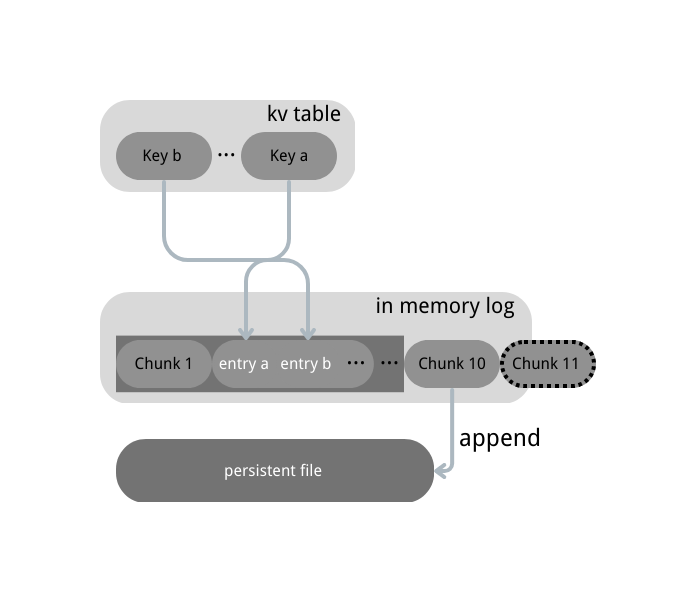 kv table
Key b ... Key a
in memory log
Chunk 1 entry a entry b ... ... Chunk 10 Chunk 11
append
persistent file